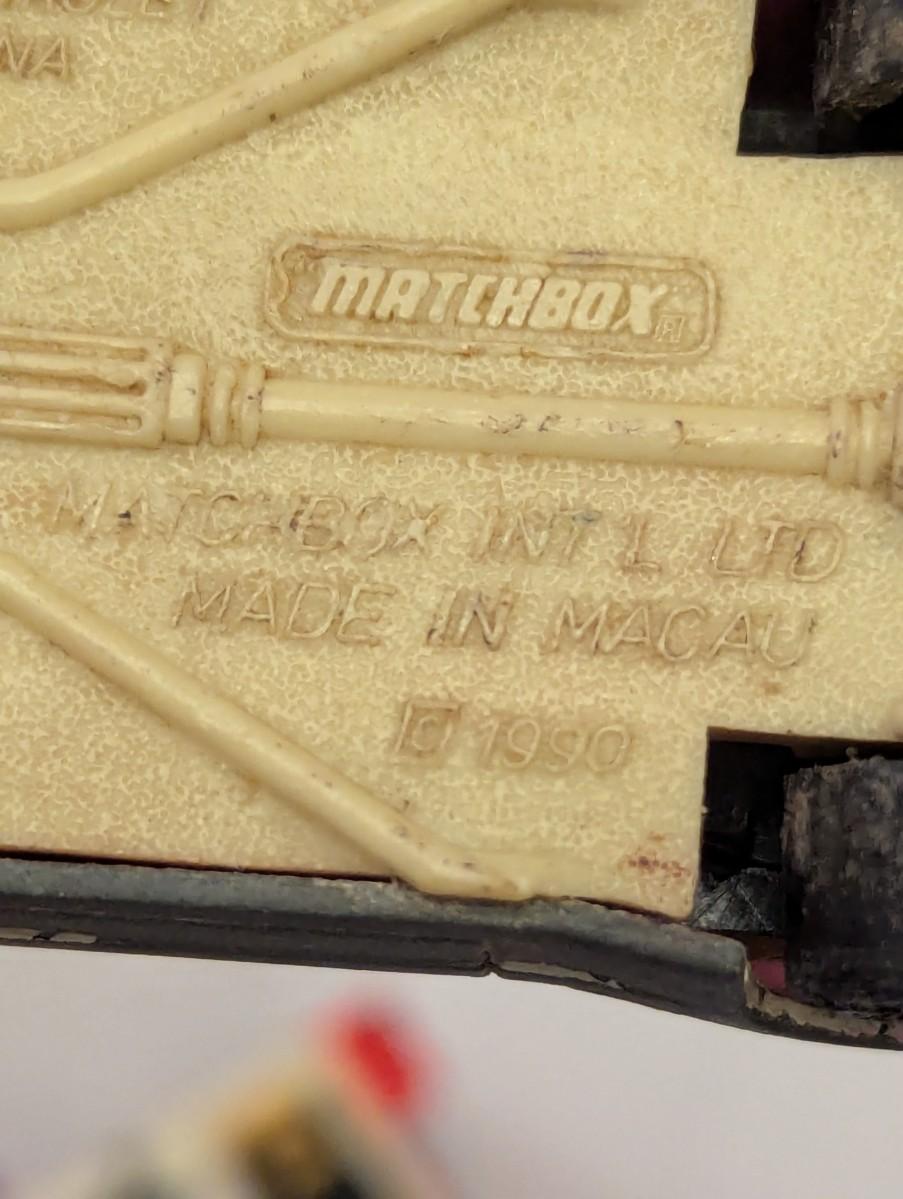 MATCHBOX ®
MATCHBOX INT'L LTD
MADE IN MACAU
© 1990